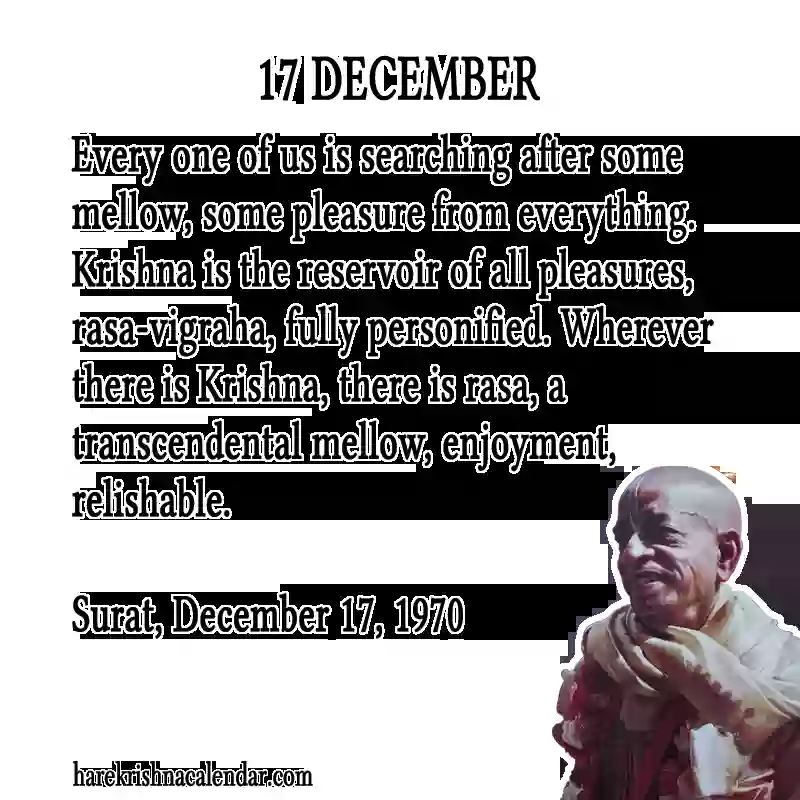 17 DECEMBER
Every one of us is searching after some
mellow, some pleasure from everything.
Krishna is the reservoir of all pleasures,
rasa-vigraha, fully personified. Wherever
there is Krishna, there is rasa, a
transcendental mellow, enjoyment,
relishable.
Surat, December 17, 1970
harekrishnacalendar.com